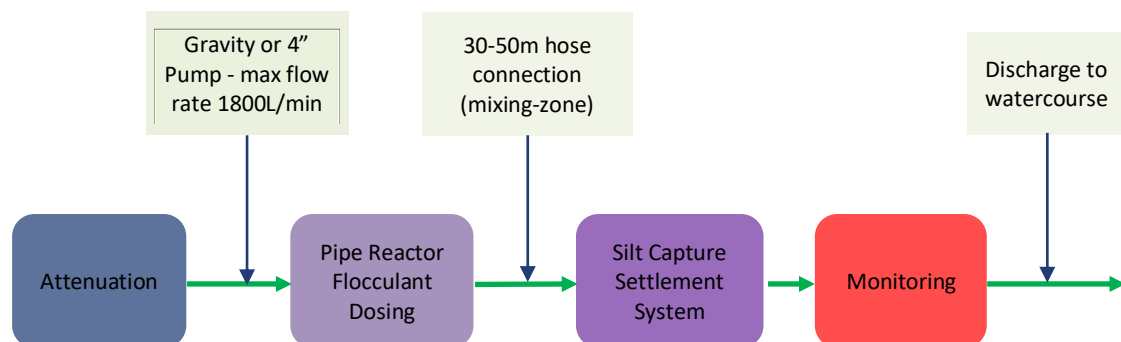 Gravity or 4”
Pump - max flow
rate 1800L/min
30-50m hose
connection
(mixing-zone)
Discharge to
watercourse
Attenuation
Pipe Reactor
Flocculant
Dosing
Silt Capture
Settlement
System
Monitoring